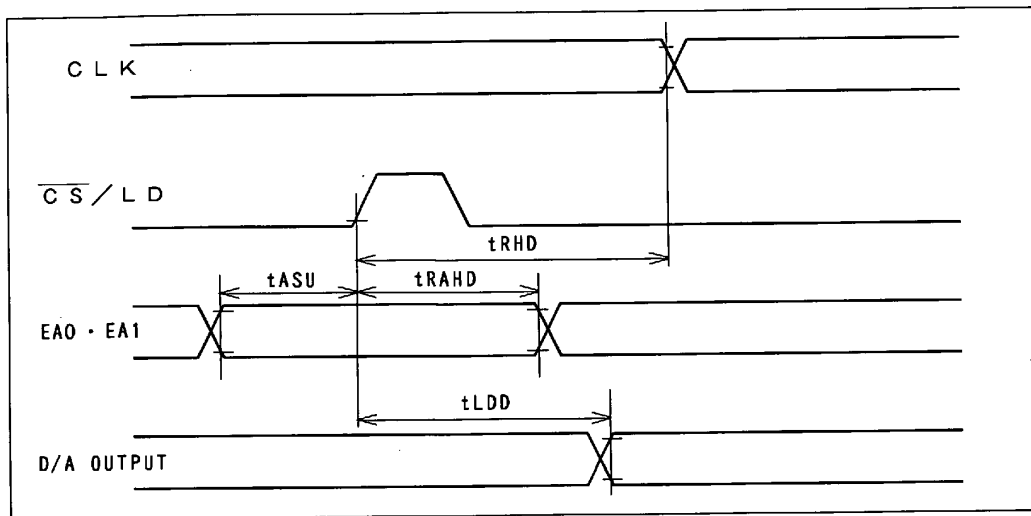 CLK
CS/LD
tRHD
tASU
tRAHD
EA0・EA1
tLDD
D/A OUTPUT